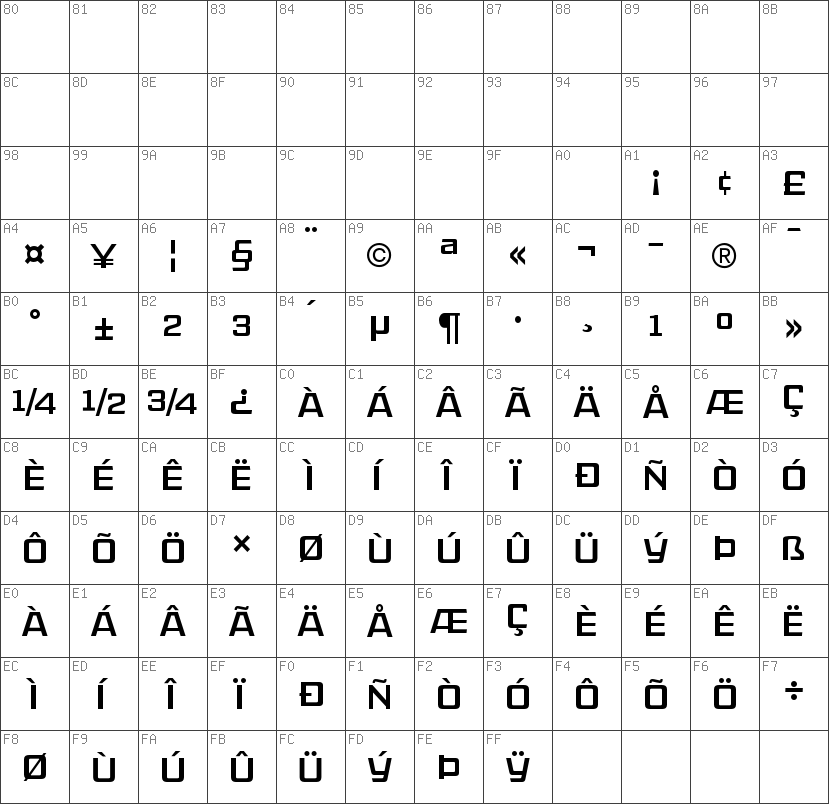 80 81 82 83 84 85 86 87 88 89 8A 8B
8C 8D 8E 8F 90 91 92 93 94 95 96 97
98 99 9A 9B 9C 9D 9E 9F A0 A1 A2 A3
¡ ¢ £
A4 A5 A6 A7 A8 A9 AA AB AC AD AE AF
¤ ¥ ¦ § ¨ © ª « ¬ ­– ® ¯
B0 B1 B2 B3 B4 B5 B6 B7 B8 B9 BA BB
° ± 2 3 ´ µ ¶ · ¸ 1 º »
BC BD BE BF C0 C1 C2 C3 C4 C5 C6 C7
1/4 1/2 3/4 ¿ À Á Â Ã Ä Å Æ Ç
C8 C9 CA CB CC CD CE CF D0 D1 D2 D3
È É Ê Ë Ì Í Î Ï Ð Ñ Ò Ó
D4 D5 D6 D7 D8 D9 DA DB DC DD DE DF
Ô Õ Ö × Ø Ù Ú Û Ü Ý Þ ß
E0 E1 E2 E3 E4 E5 E6 E7 E8 E9 EA EB
À Á Â Ã Ä Å Æ Ç È É Ê Ë
EC ED EE EF F0 F1 F2 F3 F4 F5 F6 F7
Ì Í Î Ï Ð Ñ Ò Ó Ô Õ Ö ÷
F8 F9 FA FB FC FD FE FF
Ø Ù Ú Û Ü Ý Þ Ÿ